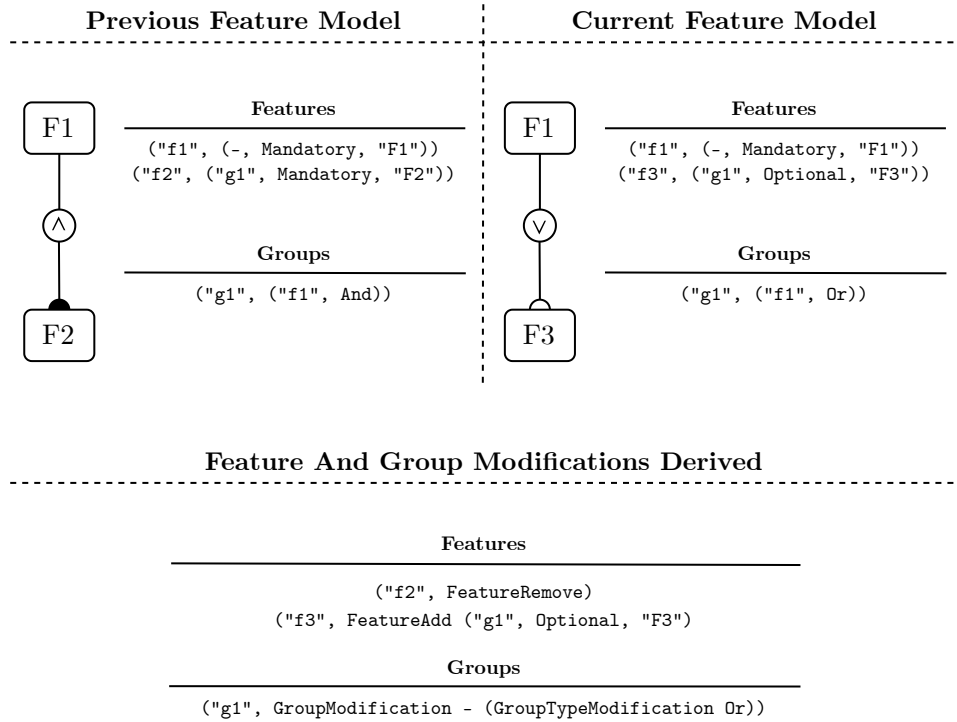 Previous Feature Model
F1
∧
F2
Features
("f1", (-, Mandatory, "F1"))
("f2", ("g1", Mandatory, "F2"))
Groups
("g1", ("f1", And))
Current Feature Model
F1
∨
F3
Features
("f1", (-, Mandatory, "F1"))
("f3", ("g1", Optional, "F3"))
Groups
("g1", ("f1", Or))
Feature And Group Modifications Derived
Features
("f2", FeatureRemove)
("f3", FeatureAdd ("g1", Optional, "F3")
Groups
("g1", GroupModification - (GroupTypeModification Or))